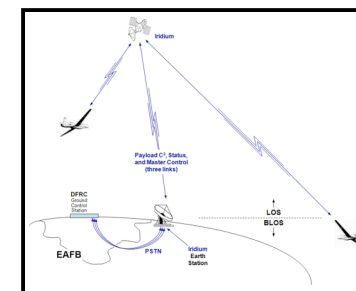 Iridium
Payload C², Status,
and Master Control
(three links)
DFRC
Ground
Control
Station
LOS
BLOS
PSTN
Iridium
Earth
Station
EAFB